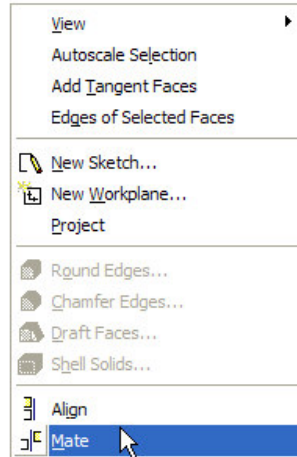 View
Autoscale Selection
Add Tangent Faces
Edges of Selected Faces
New Sketch...
New Workplane...
Project
Round Edges...
Chamfer Edges...
Draft Faces...
Shell Solids...
Align
Mate